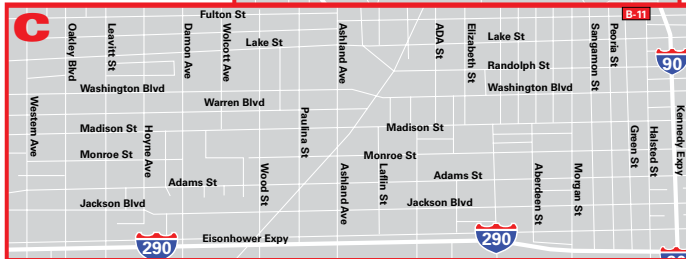 C
B-11
Fulton St
Oakley Blvd
Leavitt St
Damon Ave
Wolcott Ave
Lake St
Ashland Ave
ADA St
Elizabeth St
Lake St
Sangamon St
Peoria St
Randolph St
90
Washington Blvd
Washington Blvd
Western Ave
Warren Blvd
Paulina St
Kennedy Expy
Madison St
Hoyne Ave
Madison St
Green St
Halsted St
Monroe St
Monroe St
Adams St
Wood St
Ashland Ave
Laflin St
Adams St
Aberdeen St
Morgan St
Jackson Blvd
Jackson Blvd
290
Eisenhower Expy
290